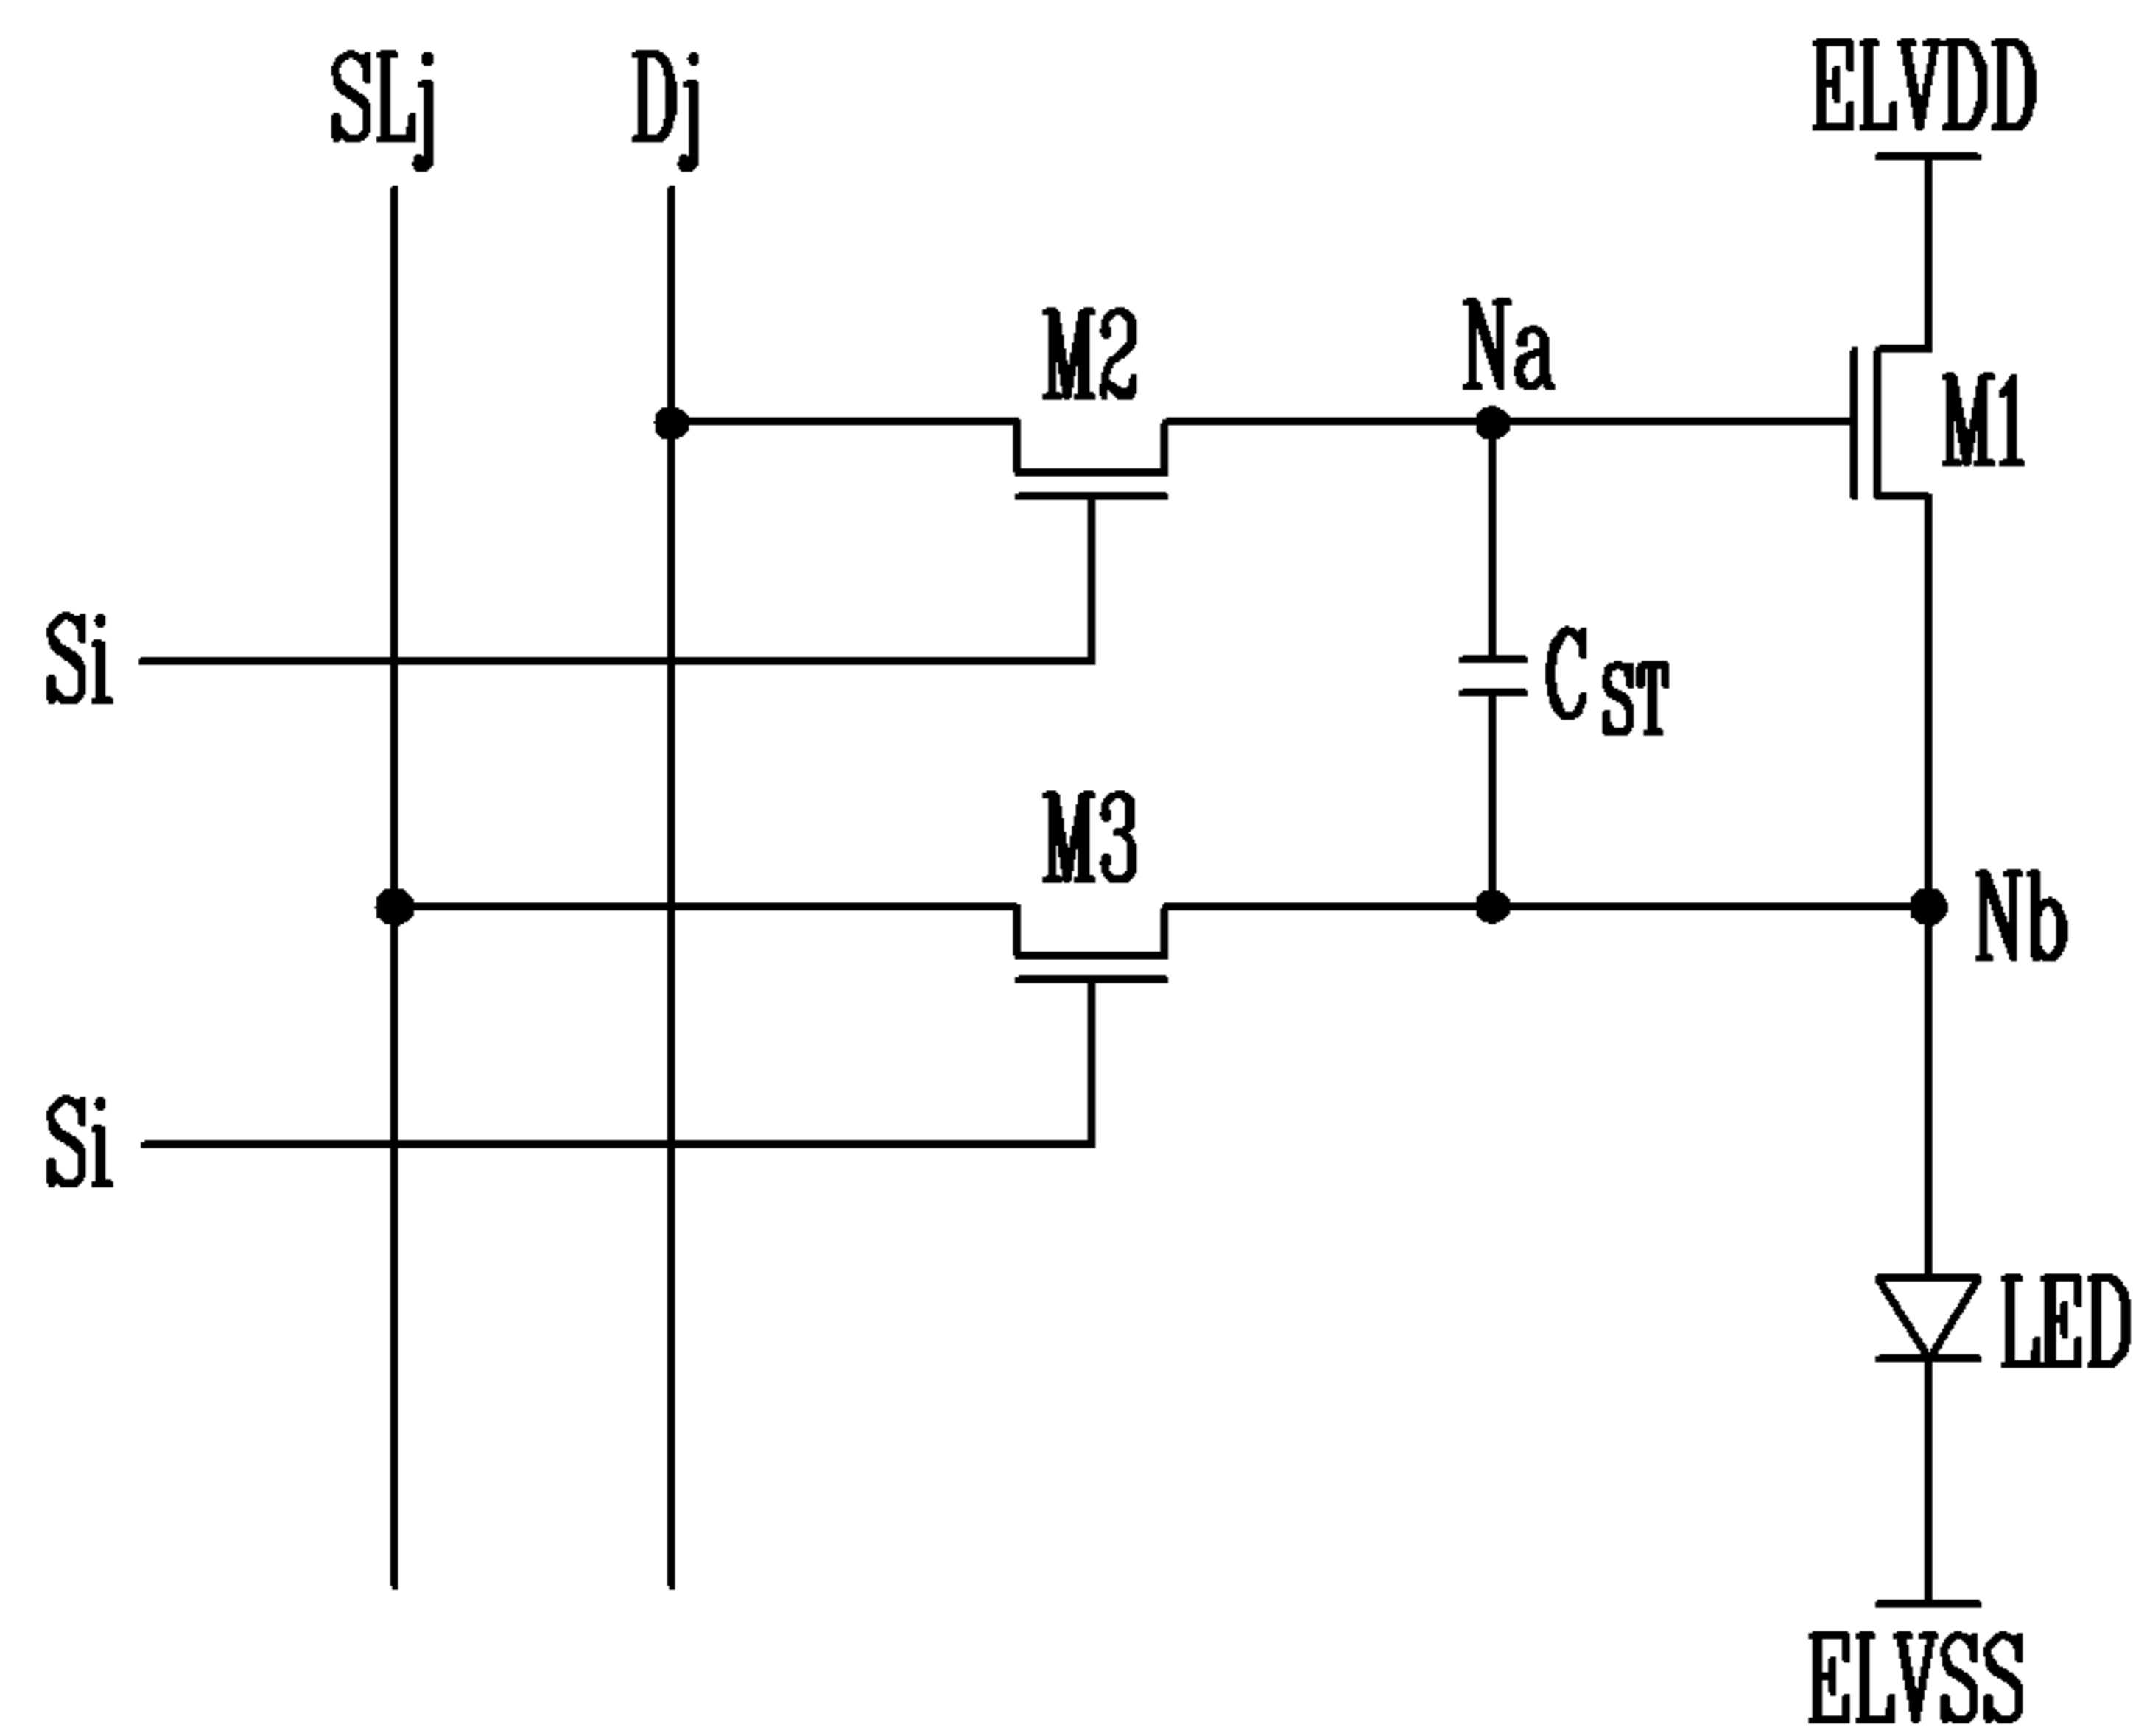 SLj
Dj
ELVDD
M2
Na
M1
Si
CST
M3
Nb
Si
LED
ELVSS